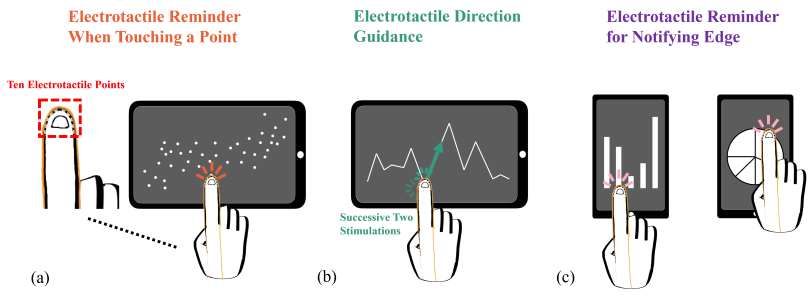 Electrotactile Reminder
When Touching a Point
Electrotactile Direction
Guidance
Electrotactile Reminder
for Notifying Edge
Ten Electrotactile Points
Successive Two
Stimulations
(a)
(b)
(c)